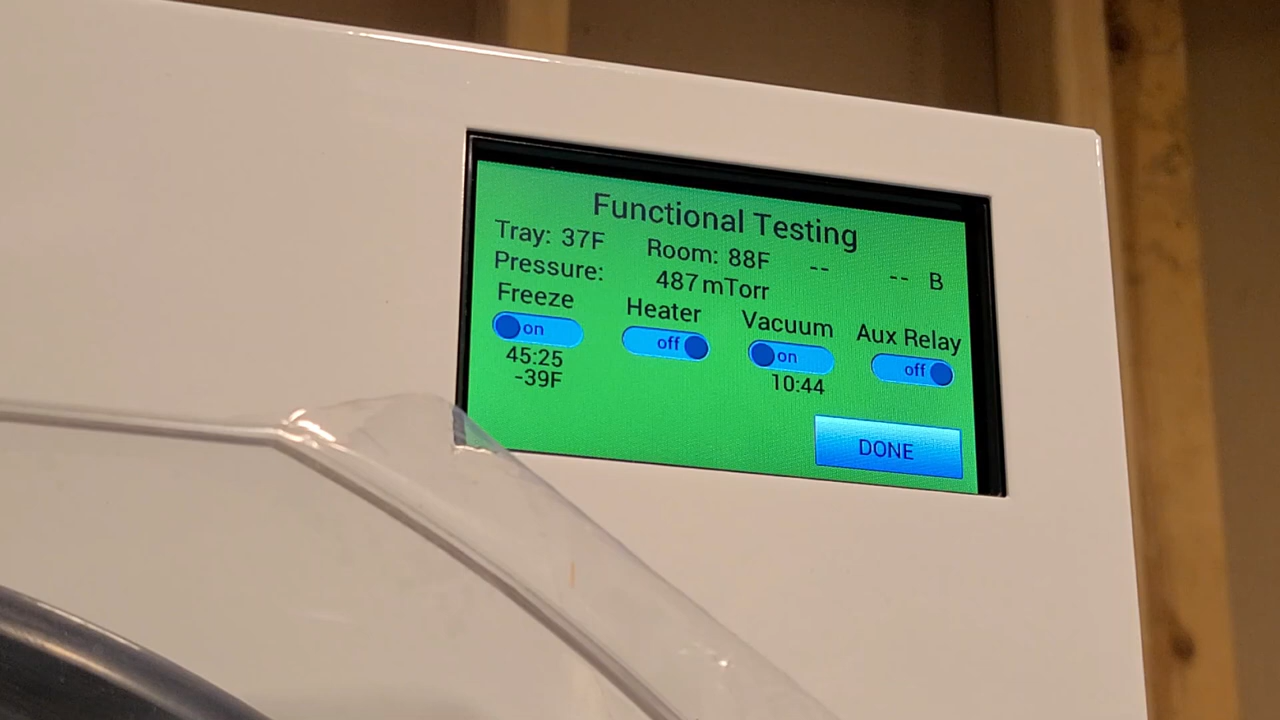 Functional Testing
Tray: 37F Room: 88F -- -- B
Pressure: 487 mTorr
Freeze Heater Vacuum Aux Relay
on off on off
45:25 10:44
-39F
DONE